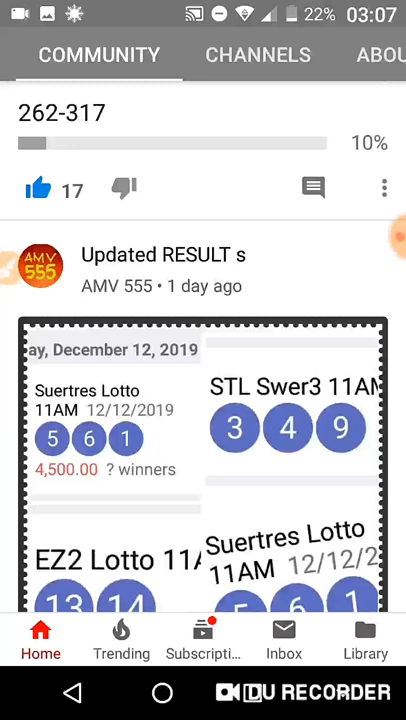 22% 03:07
COMMUNITY CHANNELS ABOU
262-317
10%
17
AMV
555
Updated RESULT s
AMV 555 • 1 day ago
ay, December 12, 2019
Suertres Lotto
11AM 12/12/2019
5 6 1
4,500.00 ? winners
STL Swer3 11AM
3 4 9
EZ2 Lotto 11A
13 14
Suertres Lotto
11AM 12/12/2
5 6 1
Home Trending Subscripti... Inbox Library
DU RECORDER